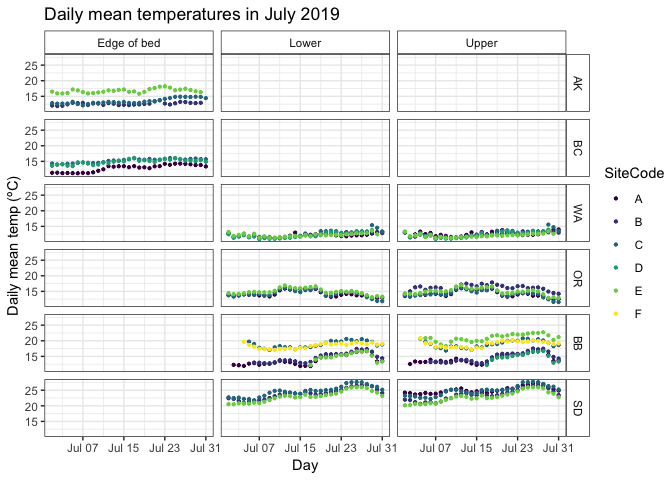 Daily mean temperatures in July 2019
Edge of bed Lower Upper
25
20
15
AK
25
20
15
BC
25
20
15
WA
25
20
15
OR
25
20
15
BB
25
20
15
SD
Jul 07 Jul 15 Jul 23 Jul 31 Jul 07 Jul 15 Jul 23 Jul 31 Jul 07 Jul 15 Jul 23 Jul 31
Day
Daily mean temp (ºC)
SiteCode
A
B
C
D
E
F